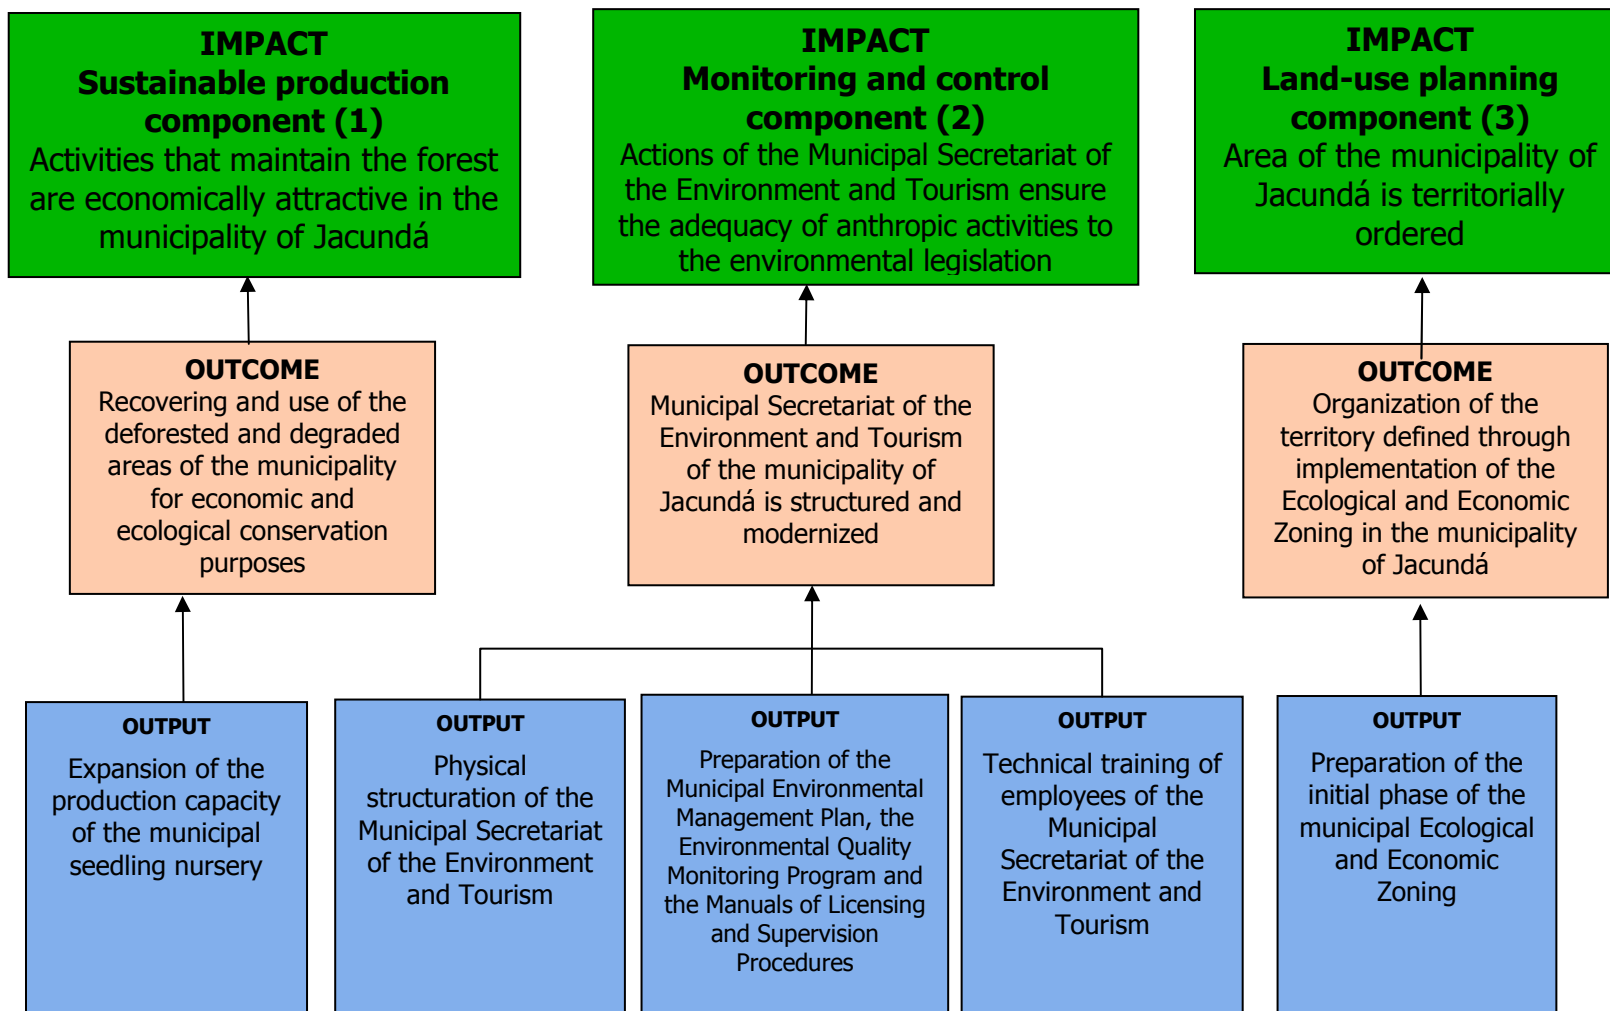 IMPACT
Sustainable production
component (1)
Activities that maintain the forest
are economically attractive in the
municipality of Jacundá
IMPACT
Monitoring and control
component (2)
Actions of the Municipal Secretariat of
the Environment and Tourism ensure
the adequacy of anthropic activities to
the environmental legislation
IMPACT
Land-use planning
component (3)
Area of the municipality of
Jacundá is territorially
ordered
OUTCOME
Recovering and use of the
deforested and degraded
areas of the municipality
for economic and
ecological conservation
purposes
OUTCOME
Municipal Secretariat of the
Environment and Tourism
of the municipality of
Jacundá is structured and
modernized
OUTCOME
Organization of the
territory defined through
implementation of the
Ecological and Economic
Zoning in the municipality
of Jacundá
OUTPUT
Expansion of the
production capacity
of the municipal
seedling nursery
OUTPUT
Physical
structuration of the
Municipal Secretariat
of the Environment
and Tourism
OUTPUT
Preparation of the
Municipal Environmental
Management Plan, the
Environmental Quality
Monitoring Program and
the Manuals of Licensing
and Supervision
Procedures
OUTPUT
Technical training of
employees of the
Municipal
Secretariat of the
Environment and
Tourism
OUTPUT
Preparation of the
initial phase of the
municipal Ecological
and Economic
Zoning